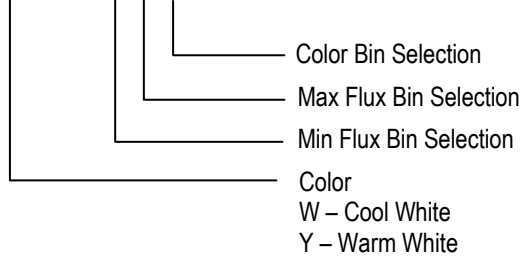 Color Bin Selection
Max Flux Bin Selection
Min Flux Bin Selection
Color
W – Cool White
Y – Warm White